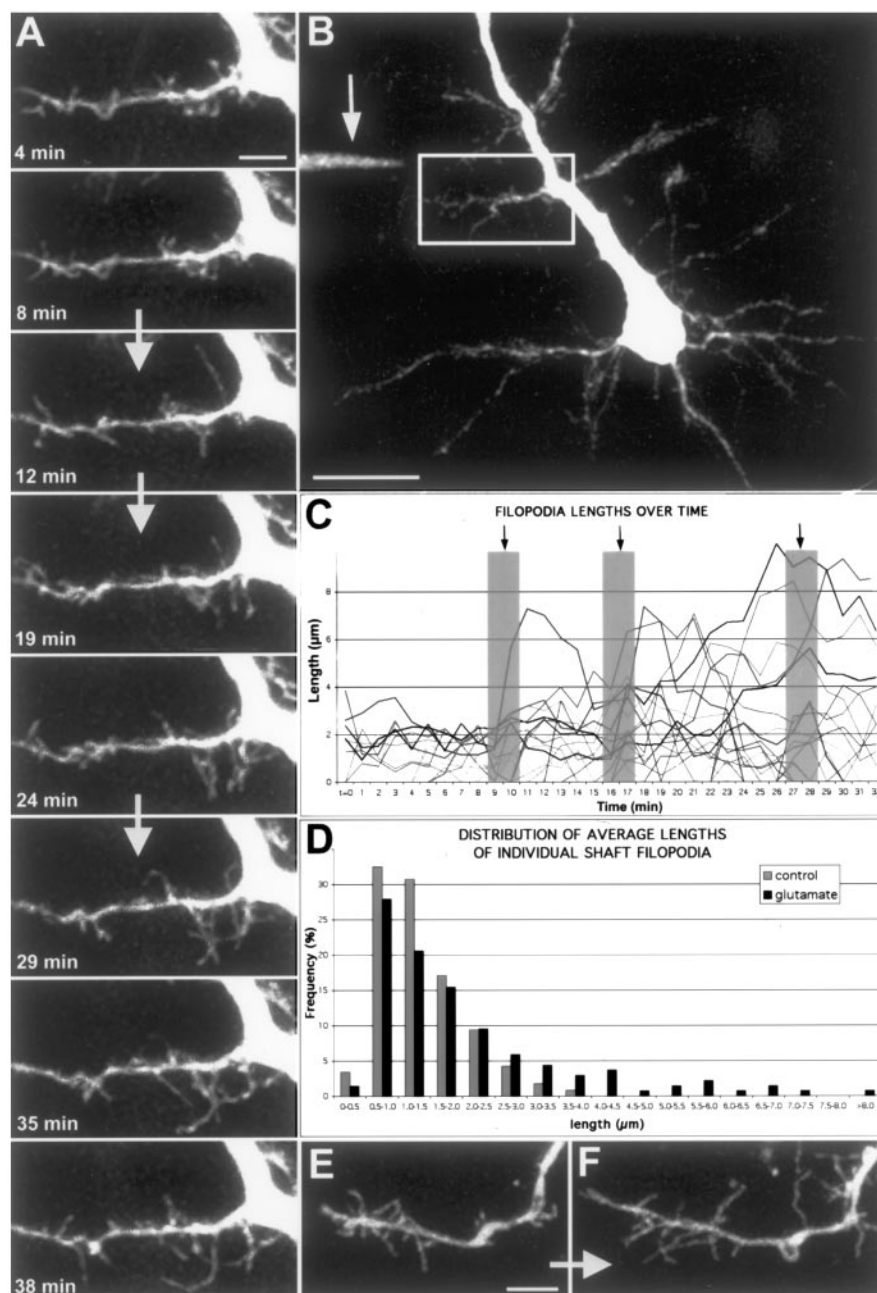 A
4 min
8 min
12 min
19 min
24 min
29 min
35 min
38 min
B
C
FILOPODIA LENGTHS OVER TIME
Length (µm)
8
6
4
2
0
t=0 1 2 3 4 5 6 7 8 9 10 11 12 13 14 15 16 17 18 19 20 21 22 23 24 25 26 27 28 29 30 31 32
Time (min)
D
DISTRIBUTION OF AVERAGE LENGTHS
OF INDIVIDUAL SHAFT FILOPODIA
control
glutamate
Frequency (%)
30
25
20
15
10
5
0
0-0.5 0.5-1.0 1.0-1.5 1.5-2.0 2.0-2.5 2.5-3.0 3.0-3.5 3.5-4.0 4.0-4.5 4.5-5.0 5.0-5.5 5.5-6.0 6.0-6.5 6.5-7.0 7.0-7.5 7.5-8.0 >8.0
length (µm)
E
F